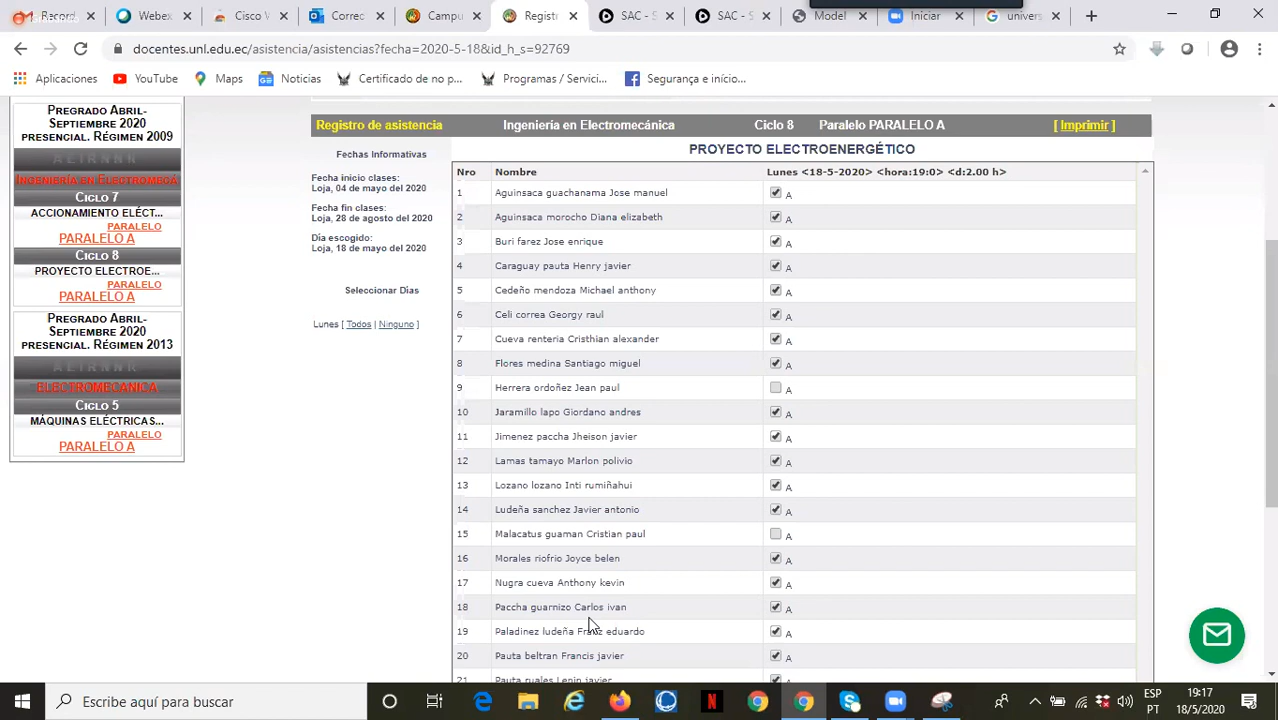 Record
Webex
Cisco V
Correo
Campu
Registr
SAC - S
SAC - S
Model
Iniciar
univers
docentes.unl.edu.ec/asistencia/asistencias?fecha=2020-5-18&id_h_s=92769
Aplicaciones YouTube Maps Noticias Certificado de no p... Programas / Servici... Segurança e início...
PREGRADO ABRIL-
SEPTIEMBRE 2020
PRESENCIAL. RÉGIMEN 2009
AEIRNNR
INGENIERÍA EN ELECTROMECÁ
CICLO 7
ACCIONAMIENTO ELÉCT...
PARALELO
PARALELO A
CICLO 8
PROYECTO ELECTROE...
PARALELO
PARALELO A
PREGRADO ABRIL-
SEPTIEMBRE 2020
PRESENCIAL. RÉGIMEN 2013
AEIRNNR
ELECTROMECÁNICA
CICLO 5
MÁQUINAS ELÉCTRICAS...
PARALELO
PARALELO A
Registro de asistencia Ingeniería en Electromecánica Ciclo 8 Paralelo PARALELO A [ Imprimir ]
Fechas Informativas
Fecha inicio clases:
Loja, 04 de mayo del 2020
Fecha fin clases:
Loja, 28 de agosto del 2020
Día escogido:
Loja, 18 de mayo del 2020
Seleccionar Días
Lunes [ Todos | Ninguno ]
PROYECTO ELECTROENERGÉTICO
Nro Nombre Lunes <18-5-2020> <hora:19:0> <d:2.00 h>
1 Aguinsaca guachanama Jose manuel A
2 Aguinsaca morocho Diana elizabeth A
3 Buri farez Jose enrique A
4 Caraguay pauta Henry javier A
5 Cedeño mendoza Michael anthony A
6 Celi correa Georgy raul A
7 Cueva renteria Cristhian alexander A
8 Flores medina Santiago miguel A
9 Herrera ordoñez Jean paul A
10 Jaramillo lapo Giordano andres A
11 Jimenez paccha Jheison javier A
12 Lamas tamayo Marlon polivio A
13 Lozano lozano Inti rumiñahui A
14 Ludeña sanchez Javier antonio A
15 Malacatus guaman Cristian paul A
16 Morales riofrio Joyce belen A
17 Nugra cueva Anthony kevin A
18 Paccha guarnizo Carlos ivan A
19 Paladinez ludeña Franz eduardo A
20 Pauta beltran Francis javier A
21 Pauta ruales Lenin javier
Escribe aquí para buscar
ESP
PT
19:17
18/5/2020